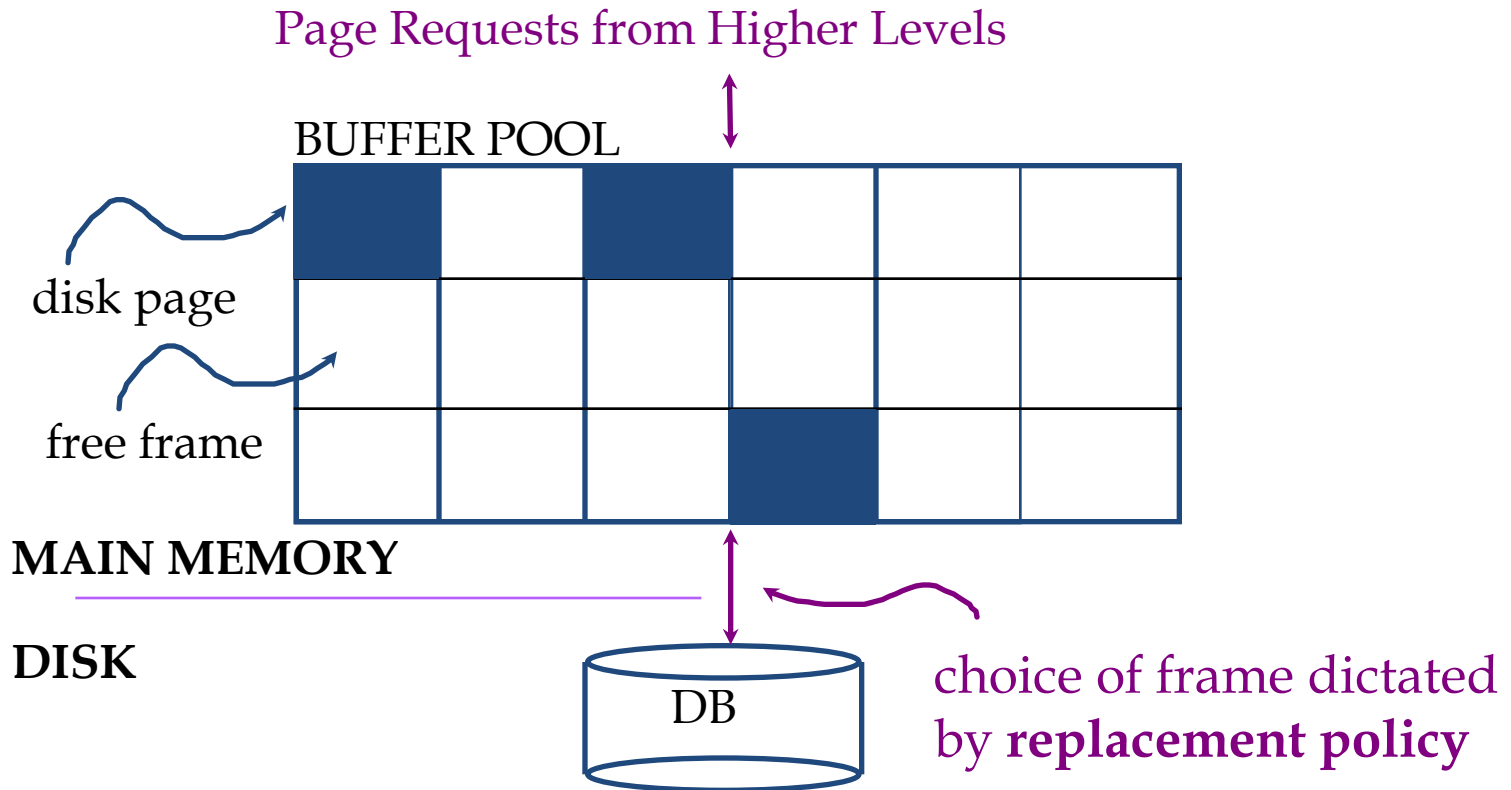 Page Requests from Higher Levels
BUFFER POOL
disk page
free frame
MAIN MEMORY
DISK
DB
choice of frame dictated
by replacement policy